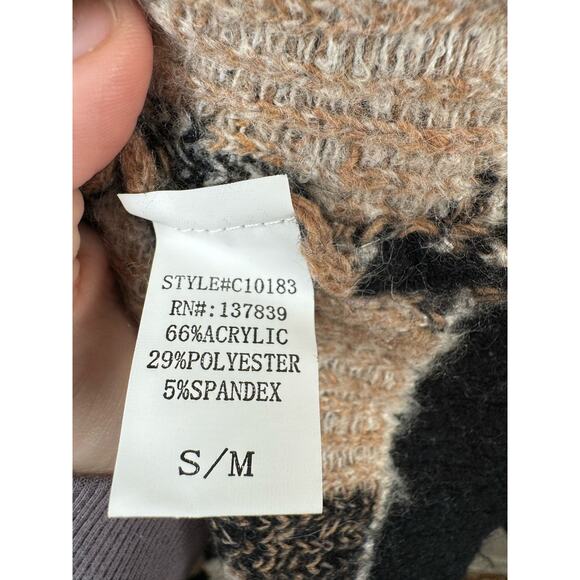 STYLE#C10183
RN#:137839
66%ACRYLIC
29%POLYESTER
5%SPANDEX
S/M